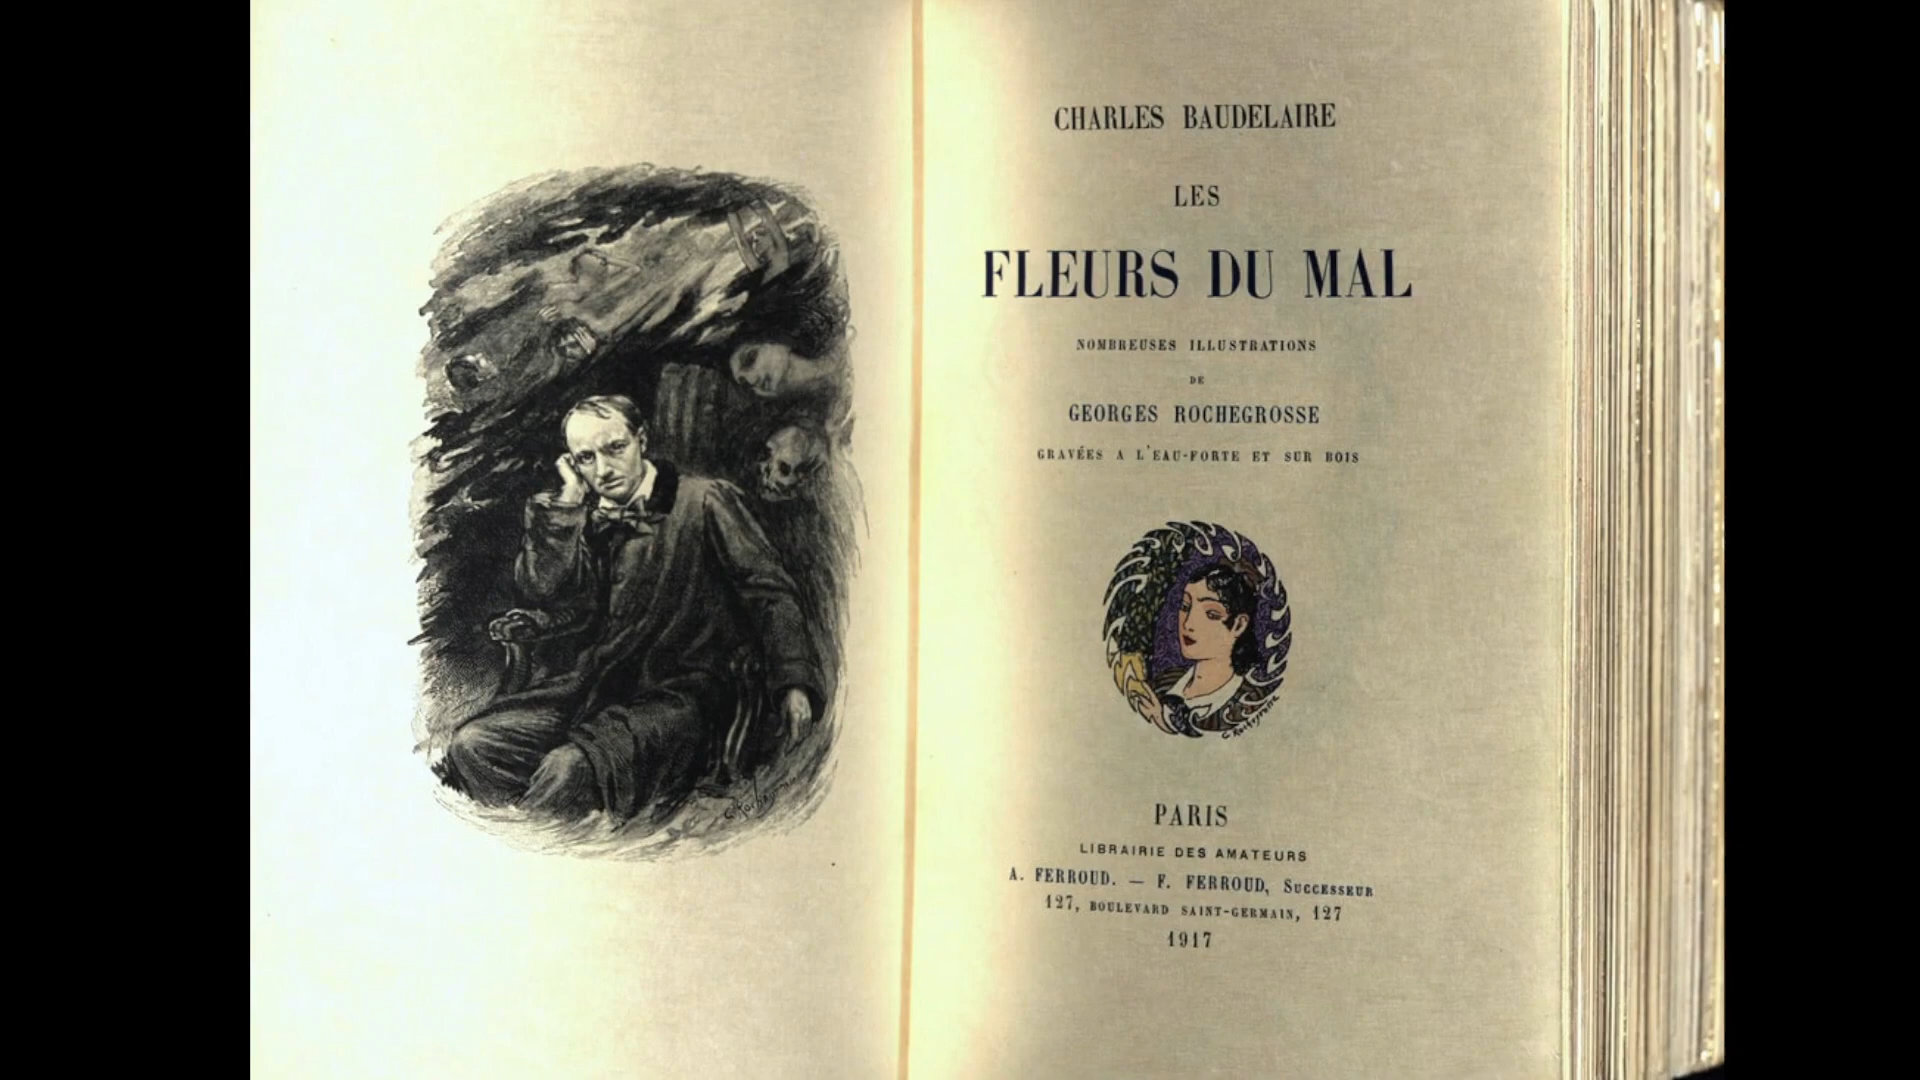 CHARLES BAUDELAIRE
LES
FLEURS DU MAL
NOMBREUSES ILLUSTRATIONS
DE
GEORGES ROCHEGROSSE
GRAVÉES A L'EAU-FORTE ET SUR BOIS
G. Rochegrosse
PARIS
LIBRAIRIE DES AMATEURS
A. FERROUD. — F. FERROUD, SUCCESSEUR
127, BOULEVARD SAINT-GERMAIN, 127
1917